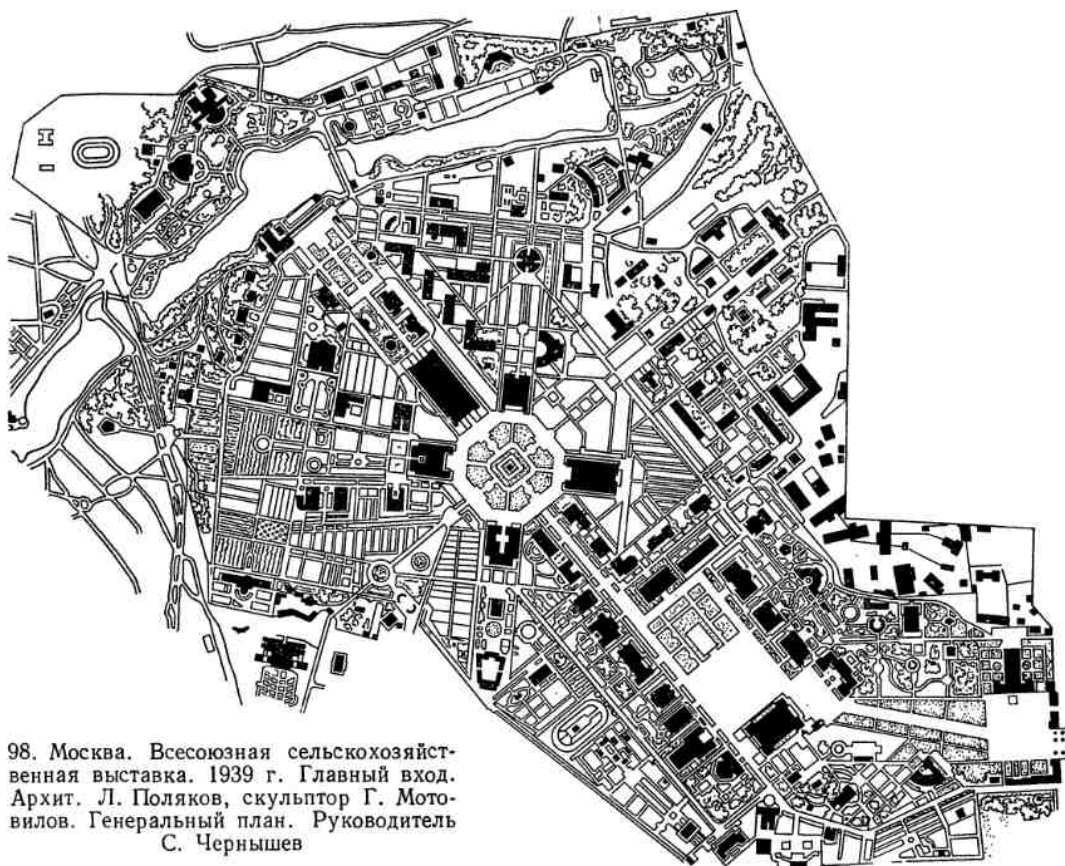 98. Москва. Всесоюзная сельскохозяйст-
венная выставка. 1939 г. Главный вход.
Архит. Л. Поляков, скульптор Г. Мото-
вилов. Генеральный план. Руководитель
С. Чернышев